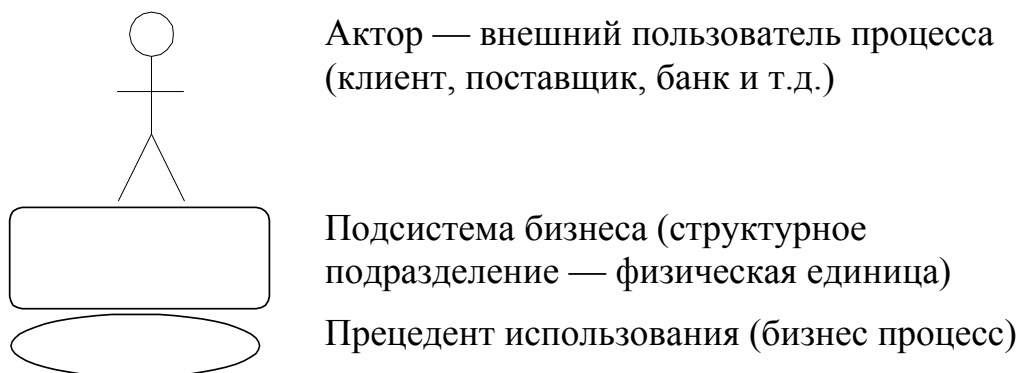 Актор — внешний пользователь процесса
(клиент, поставщик, банк и т.д.)
Подсистема бизнеса (структурное
подразделение — физическая единица)
Прецедент использования (бизнес процесс)